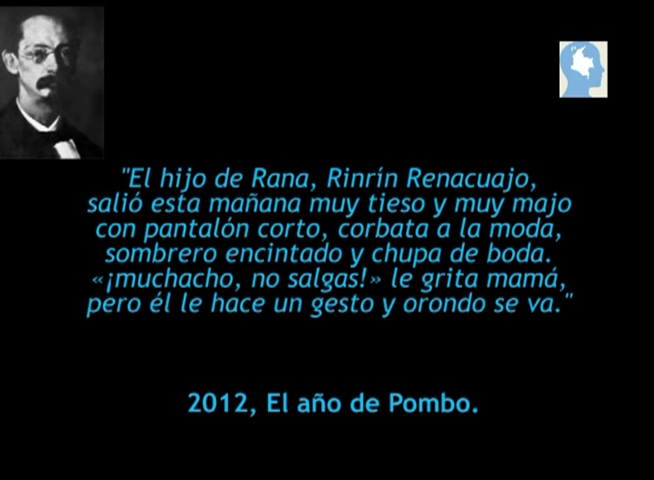 "El hijo de Rana, Rinrín Renacuajo,
salió esta mañana muy tieso y muy majo
con pantalón corto, corbata a la moda,
sombrero encintado y chupa de boda.
«¡muchacho, no salgas!» le grita mamá,
pero él le hace un gesto y orondo se va."
2012, El año de Pombo.